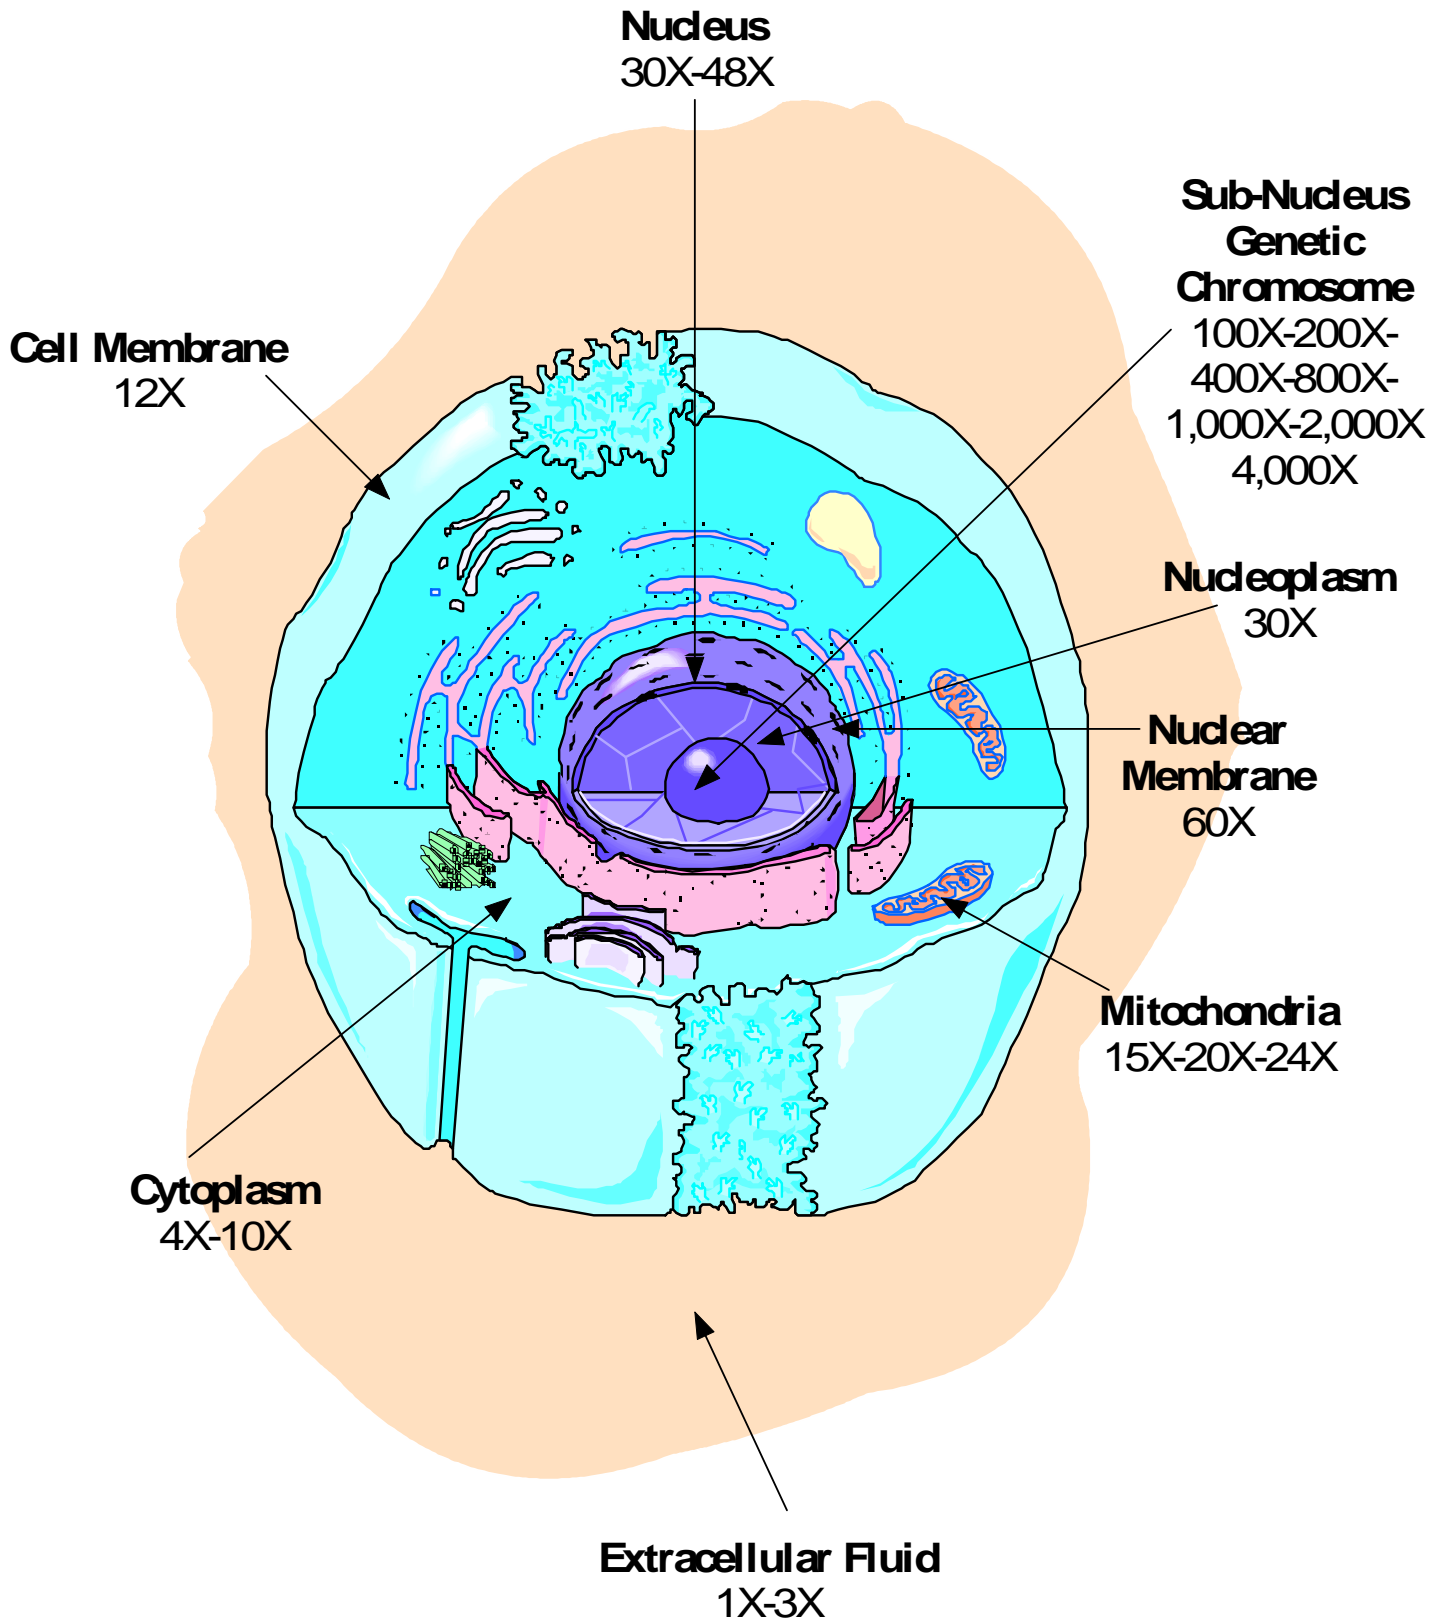 Nucleus
30X-48X
Sub-Nucleus
Genetic
Chromosome
100X-200X-
400X-800X-
1,000X-2,000X
4,000X
Cell Membrane
12X
Nucleoplasm
30X
Nuclear
Membrane
60X
Mitochondria
15X-20X-24X
Cytoplasm
4X-10X
Extracellular Fluid
1X-3X